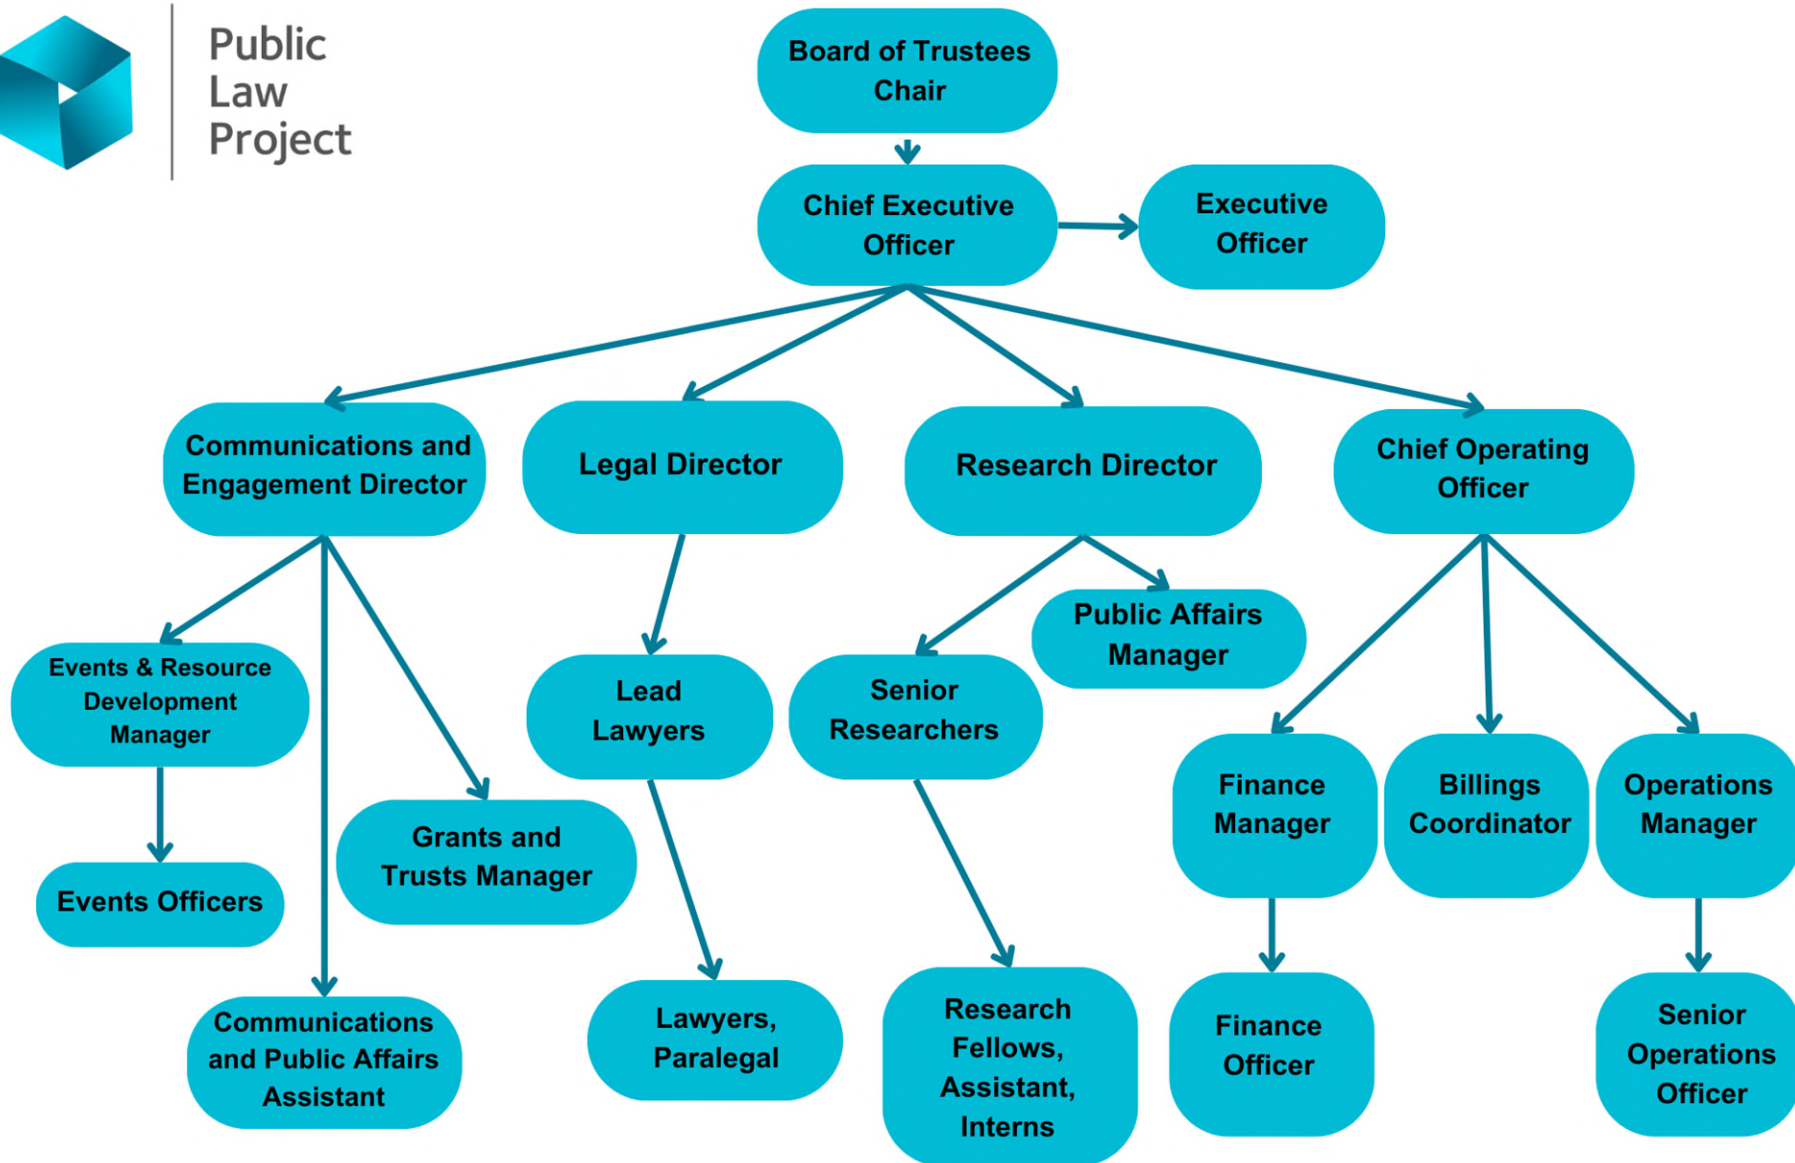 Public
Law
Project
Board of Trustees
Chair
Chief Executive
Officer
Executive
Officer
Communications and
Engagement Director
Legal Director
Research Director
Chief Operating
Officer
Events & Resource
Development
Manager
Lead
Lawyers
Senior
Researchers
Public Affairs
Manager
Finance
Manager
Billings
Coordinator
Operations
Manager
Grants and
Trusts Manager
Events Officers
Communications
and Public Affairs
Assistant
Lawyers,
Paralegal
Research
Fellows,
Assistant,
Interns
Finance
Officer
Senior
Operations
Officer